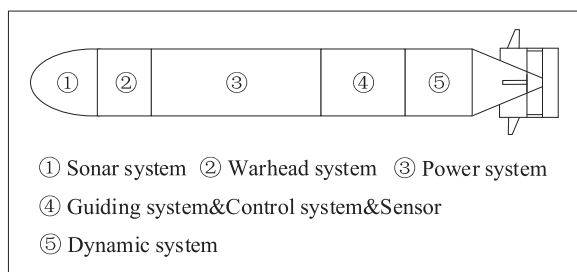 ① ② ③ ④ ⑤
① Sonar system ② Warhead system ③ Power system
④ Guiding system&Control system&Sensor
⑤ Dynamic system